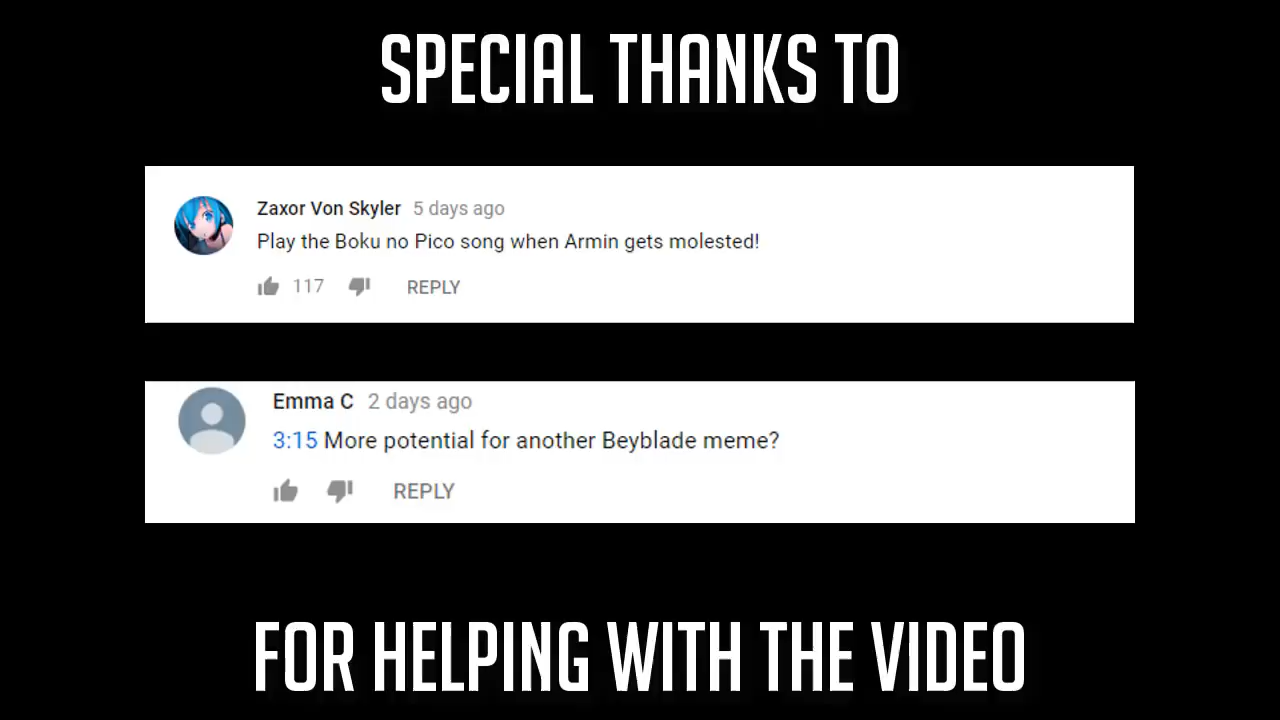 SPECIAL THANKS TO
Zaxor Von Skyler 5 days ago
Play the Boku no Pico song when Armin gets molested!
117 REPLY
Emma C 2 days ago
3:15 More potential for another Beyblade meme?
REPLY
FOR HELPING WITH THE VIDEO